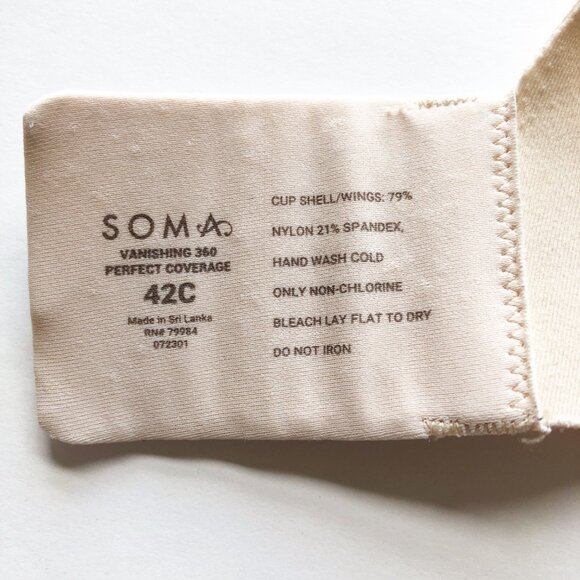 SOMA
VANISHING 360
PERFECT COVERAGE
42C
Made in Sri Lanka
RN# 79984
072301
CUP SHELL/WINGS: 79%
NYLON 21% SPANDEX,
HAND WASH COLD
ONLY NON-CHLORINE
BLEACH LAY FLAT TO DRY
DO NOT IRON